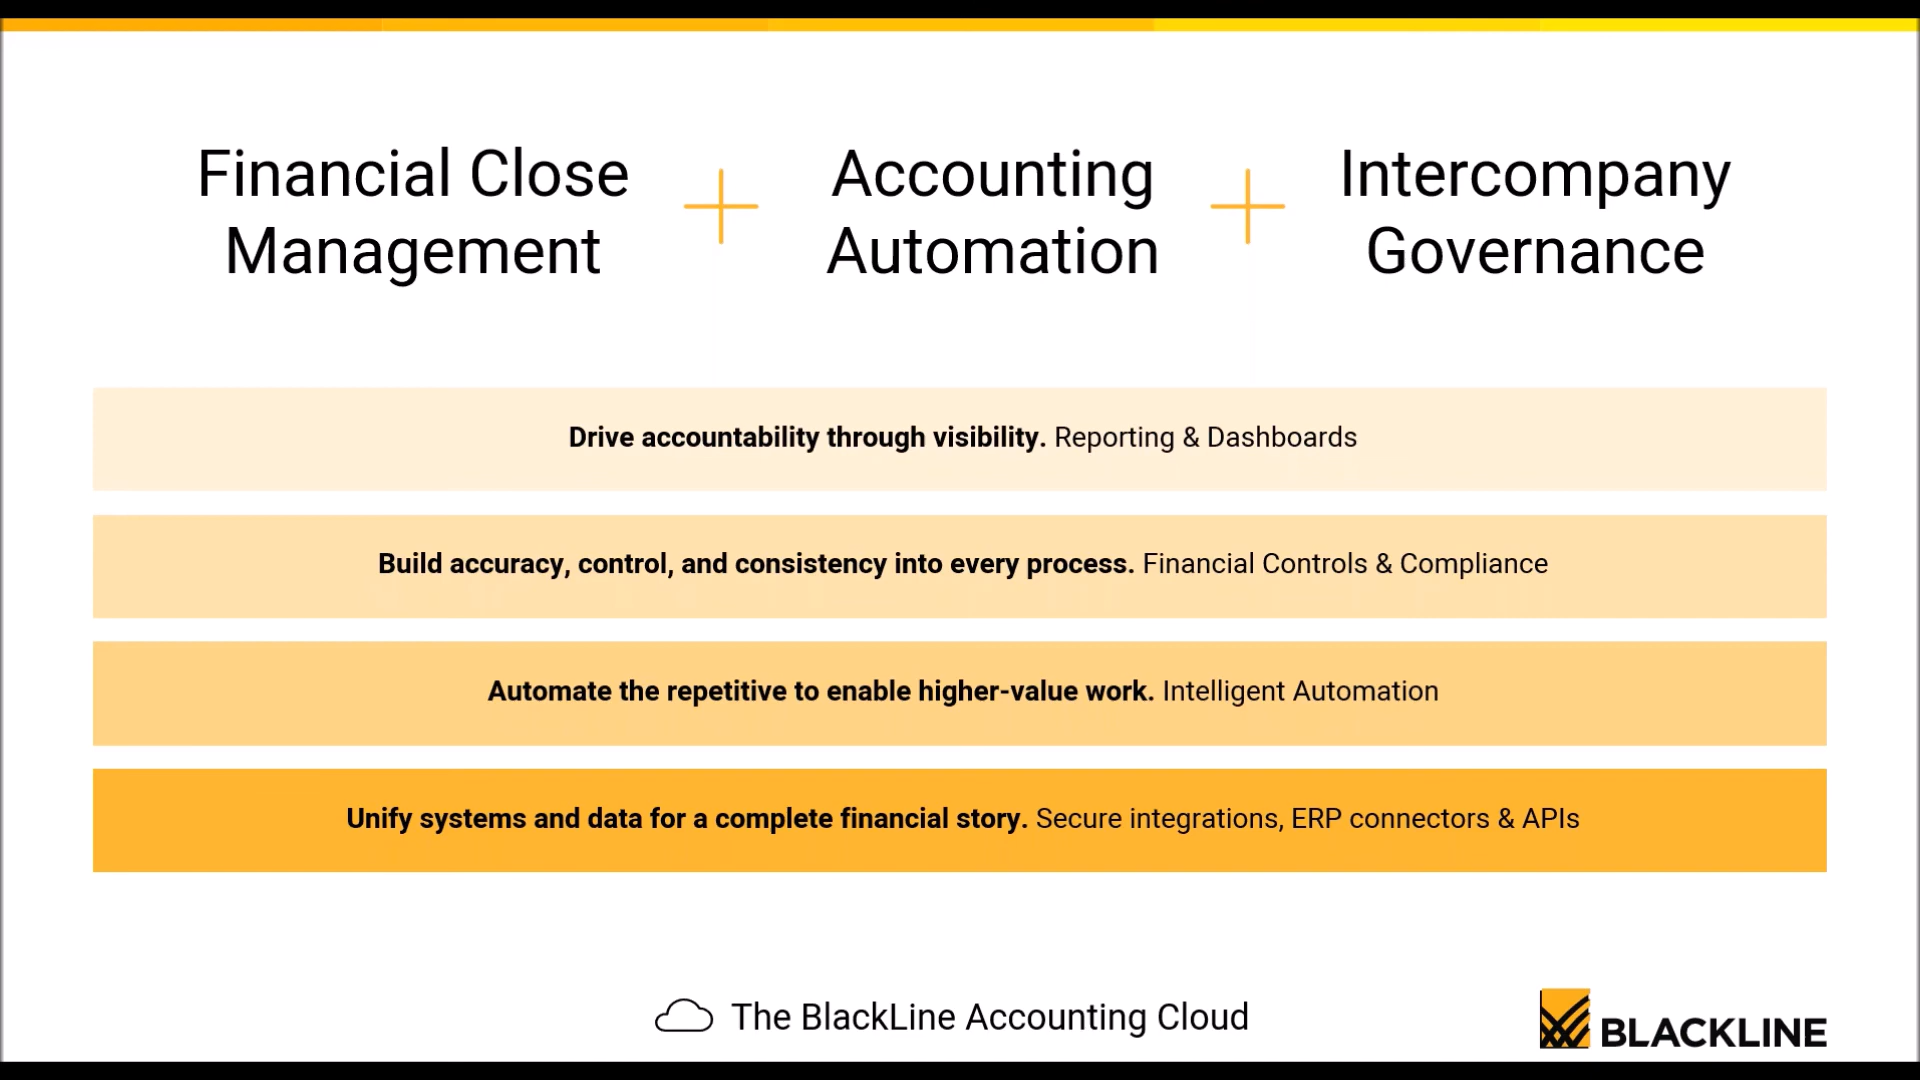 Financial Close Management
Accounting Automation
Intercompany Governance
Drive accountability through visibility. Reporting & Dashboards
Build accuracy, control, and consistency into every process. Financial Controls & Compliance
Automate the repetitive to enable higher-value work. Intelligent Automation
Unify systems and data for a complete financial story. Secure integrations, ERP connectors & APIs
The BlackLine Accounting Cloud
BLACKLINE